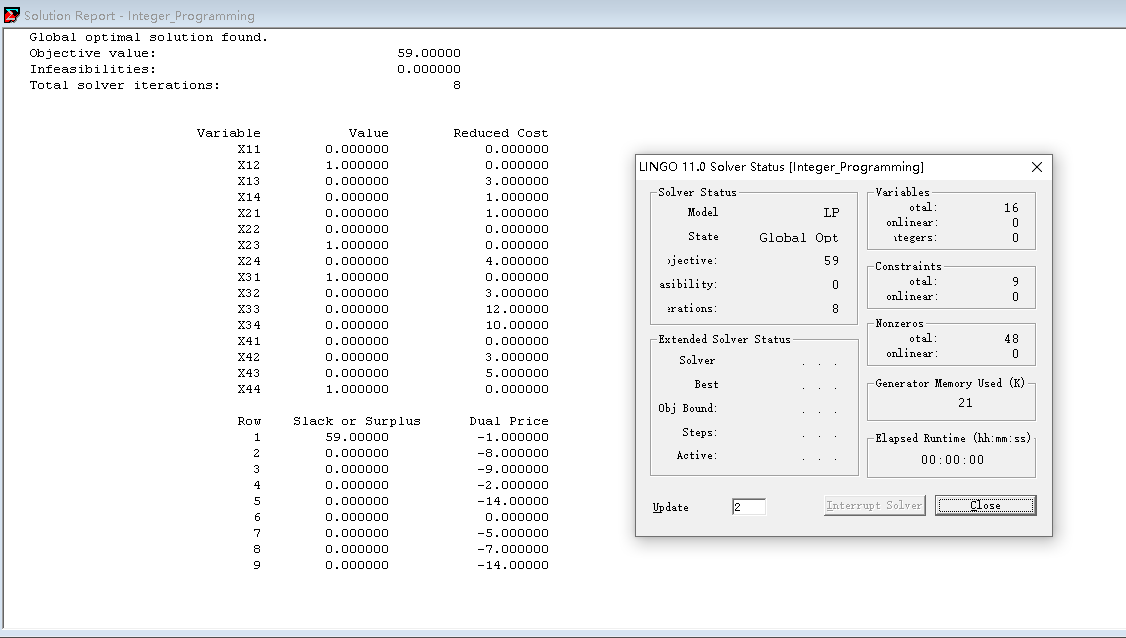 Solution Report - Integer_Programming
Global optimal solution found.
Objective value: 59.00000
Infeasibilities: 0.000000
Total solver iterations: 8
Variable Value Reduced Cost
X11 0.000000 0.000000
X12 1.000000 0.000000
X13 0.000000 3.000000
X14 0.000000 1.000000
X21 0.000000 1.000000
X22 0.000000 0.000000
X23 1.000000 0.000000
X24 0.000000 4.000000
X31 1.000000 0.000000
X32 0.000000 3.000000
X33 0.000000 12.00000
X34 0.000000 10.00000
X41 0.000000 0.000000
X42 0.000000 3.000000
X43 0.000000 5.000000
X44 1.000000 0.000000
Row Slack or Surplus Dual Price
1 59.00000 -1.000000
2 0.000000 -8.000000
3 0.000000 -9.000000
4 0.000000 -2.000000
5 0.000000 -14.00000
6 0.000000 0.000000
7 0.000000 -5.000000
8 0.000000 -7.000000
9 0.000000 -14.00000
LINGO 11.0 Solver Status [Integer_Programming]
Solver Status
Model LP
State Global Opt
jective: 59
asibility: 0
erations: 8
Extended Solver Status
Solver . . .
Best . . .
Obj Bound: . . .
Steps: . . .
Active: . . .
Variables
otal: 16
onlinear: 0
ntegers: 0
Constraints
otal: 9
onlinear: 0
Nonzeros
otal: 48
onlinear: 0
Generator Memory Used (K)
21
Elapsed Runtime (hh:mm:ss)
00:00:00
Update 2
Interrupt Solver
Close